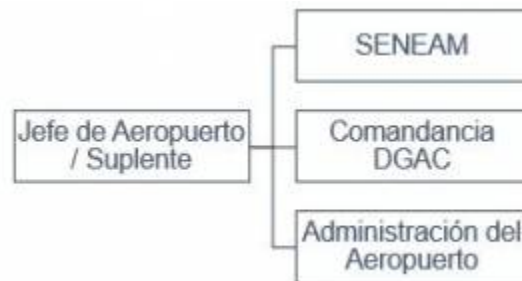 SENEAM
Jefe de Aeropuerto
/ Suplente
Comandancia
DGAC
Administración del
Aeropuerto